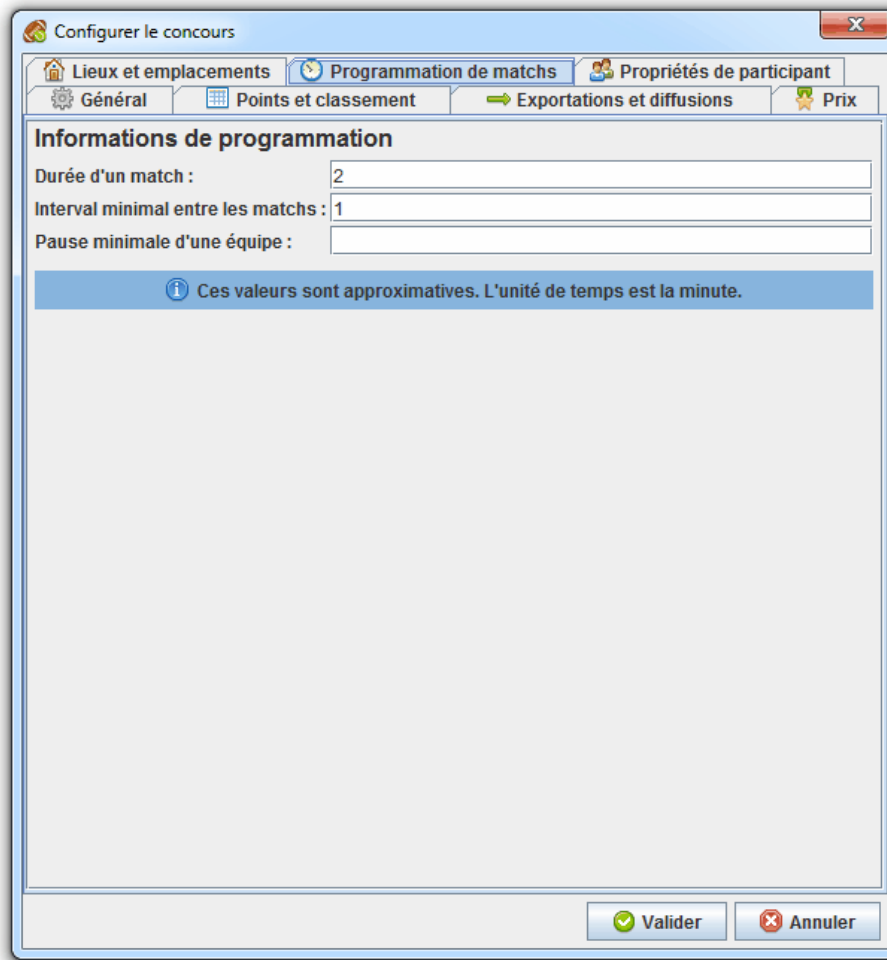 Configurer le concours
Lieux et emplacements Programmation de matchs Propriétés de participant
Général Points et classement Exportations et diffusions Prix
Informations de programmation
Durée d'un match : 2
Interval minimal entre les matchs : 1
Pause minimale d'une équipe :
Ces valeurs sont approximatives. L'unité de temps est la minute.
Valider Annuler